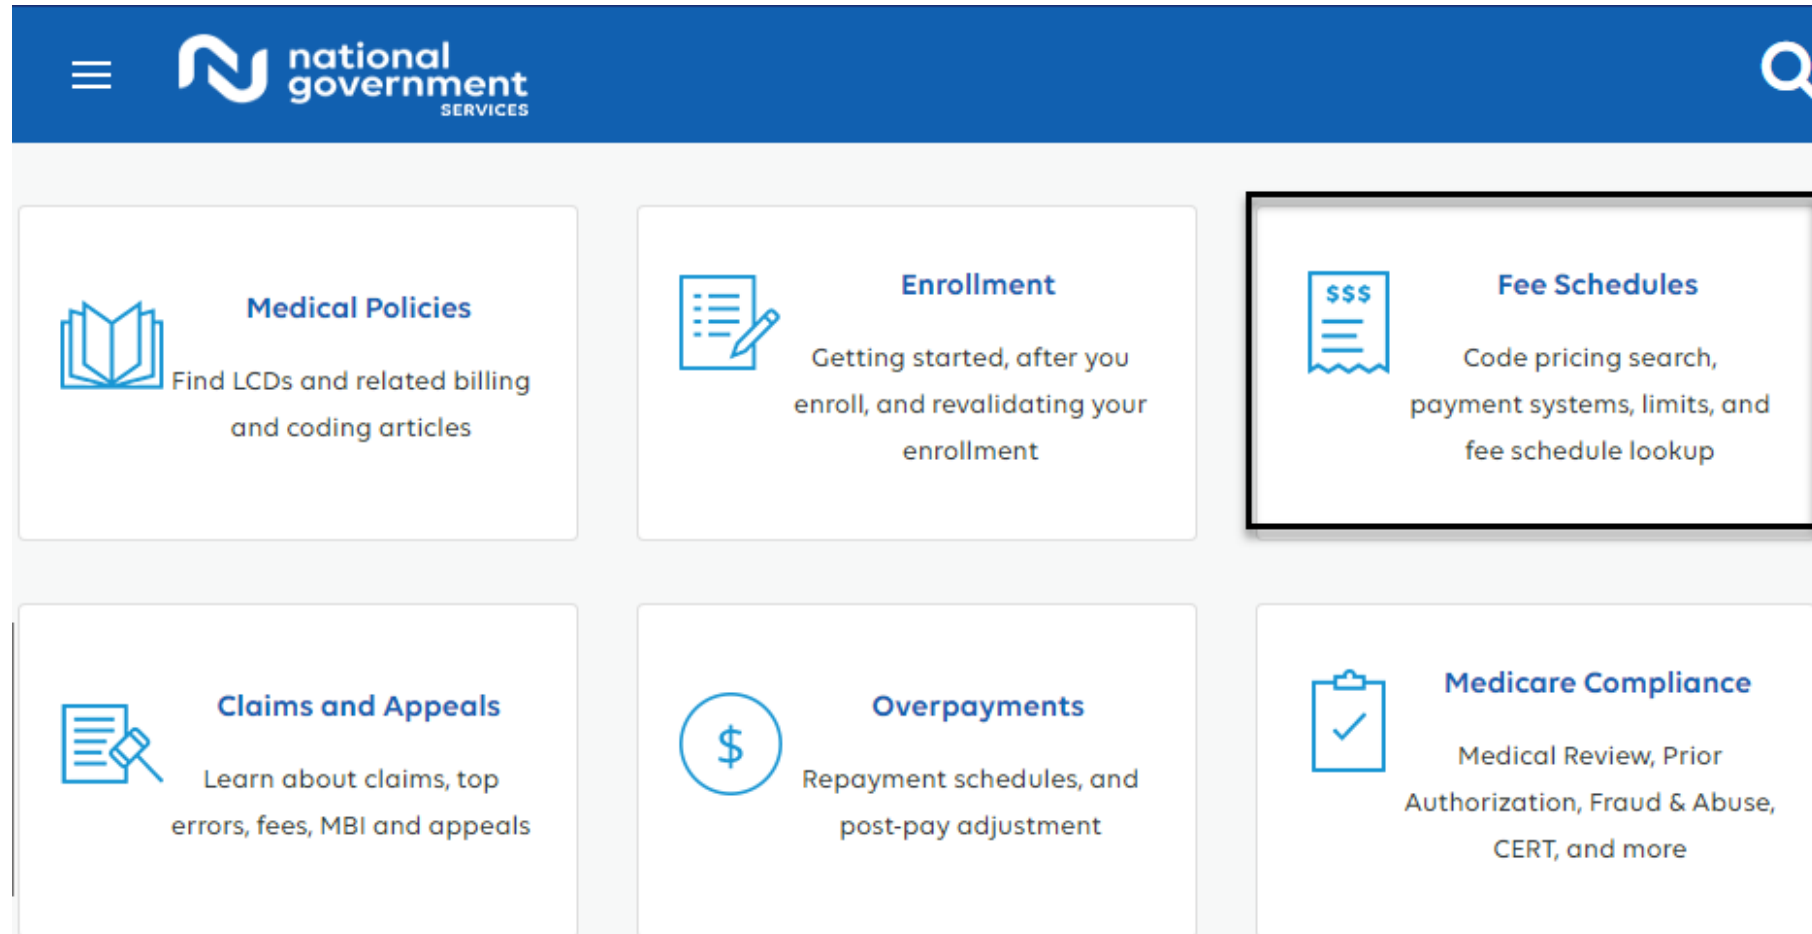 national
government
SERVICES
Medical Policies
Find LCDs and related billing
and coding articles
Enrollment
Getting started, after you
enroll, and revalidating your
enrollment
$$$
Fee Schedules
Code pricing search,
payment systems, limits, and
fee schedule lookup
Claims and Appeals
Learn about claims, top
errors, fees, MBI and appeals
$
Overpayments
Repayment schedules, and
post-pay adjustment
Medicare Compliance
Medical Review, Prior
Authorization, Fraud & Abuse,
CERT, and more